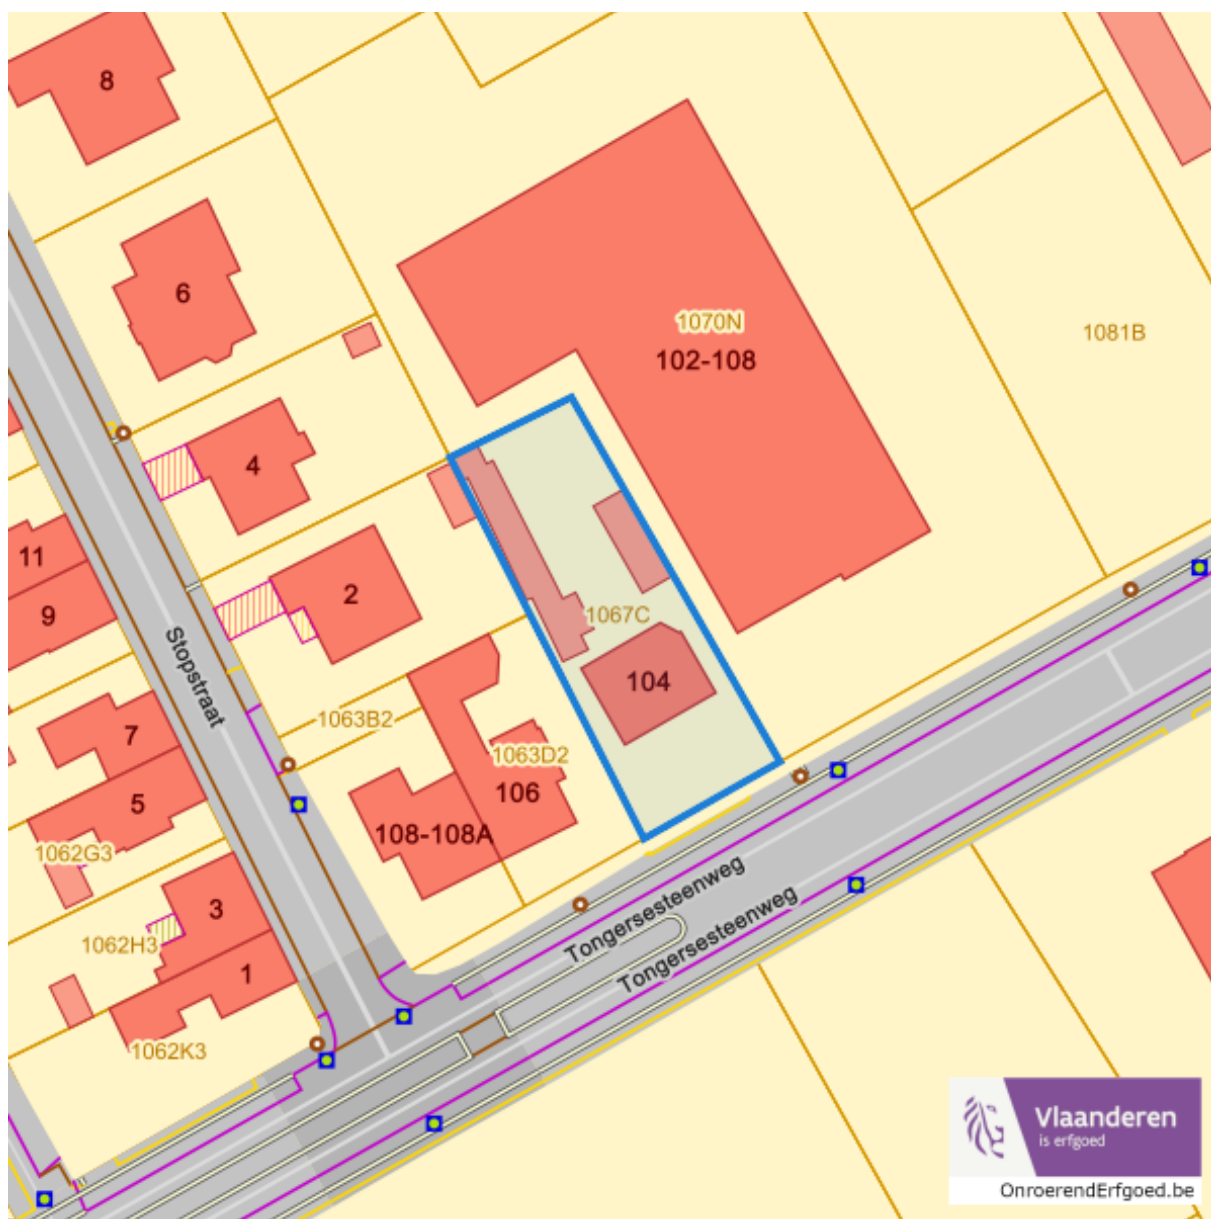 8
6
1070N
102-108
1081B
4
11
9
2
1067C
Stopstraat
104
1063B2
7
1063D2
106
5
108-108A
1062G3
3
1062H3
1
1062K3
Tongersesteenweg
Tongersesteenweg
Vlaanderen
is erfgoed
OnroerendErfgoed.be